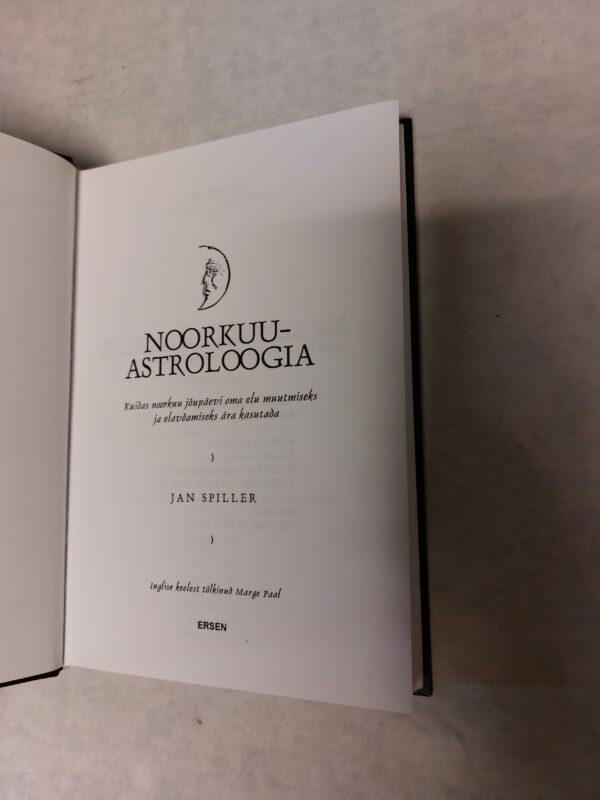 NOORKUU-
ASTROLOOGIA
Kuidas noorkuu jõupäevi oma elu muutmiseks
ja elavdamiseks ära kasutada
)
JAN SPILLER
)
Inglise keelest tõlkinud Marge Paal
ERSEN